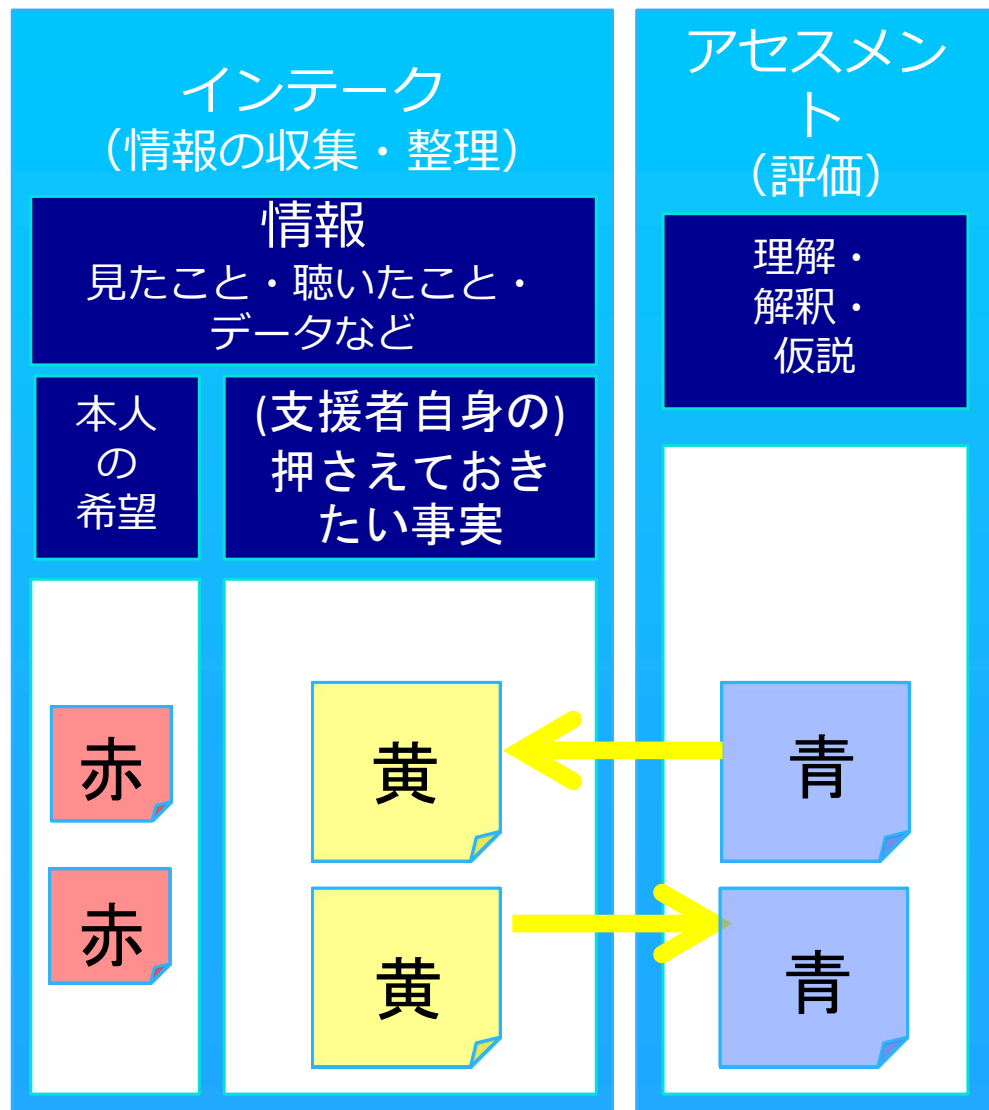 インテーク
（情報の収集・整理）
情報
見たこと・聴いたこと・
データなど
本人
の
希望
(支援者自身の)
押さえておき
たい事実
赤
赤
黄
黄
アセスメン
ト
（評価）
理解・
解釈・
仮説
青
青